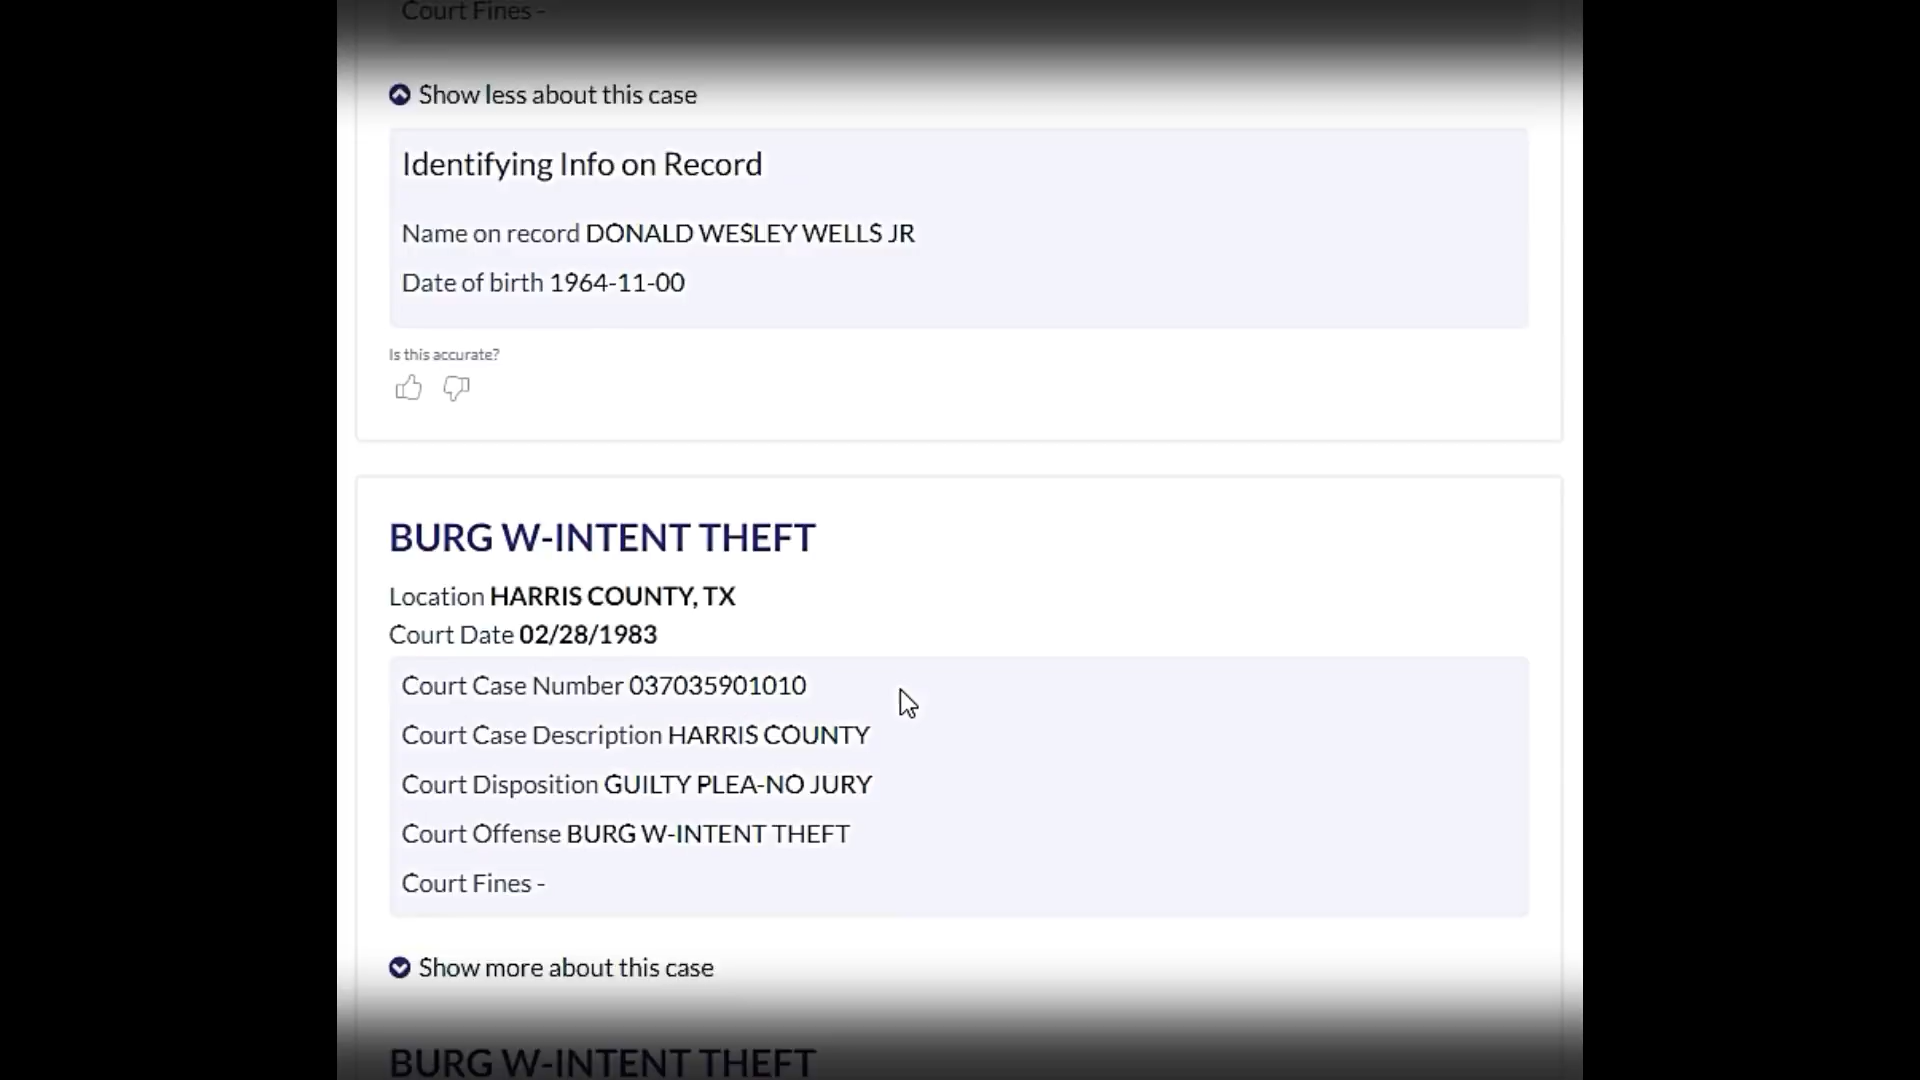 Court Fines -
Show less about this case
Identifying Info on Record
Name on record DONALD WESLEY WELLS JR
Date of birth 1964-11-00
Is this accurate?
BURG W-INTENT THEFT
Location HARRIS COUNTY, TX
Court Date 02/28/1983
Court Case Number 037035901010
Court Case Description HARRIS COUNTY
Court Disposition GUILTY PLEA-NO JURY
Court Offense BURG W-INTENT THEFT
Court Fines -
Show more about this case
BURG W-INTENT THEFT